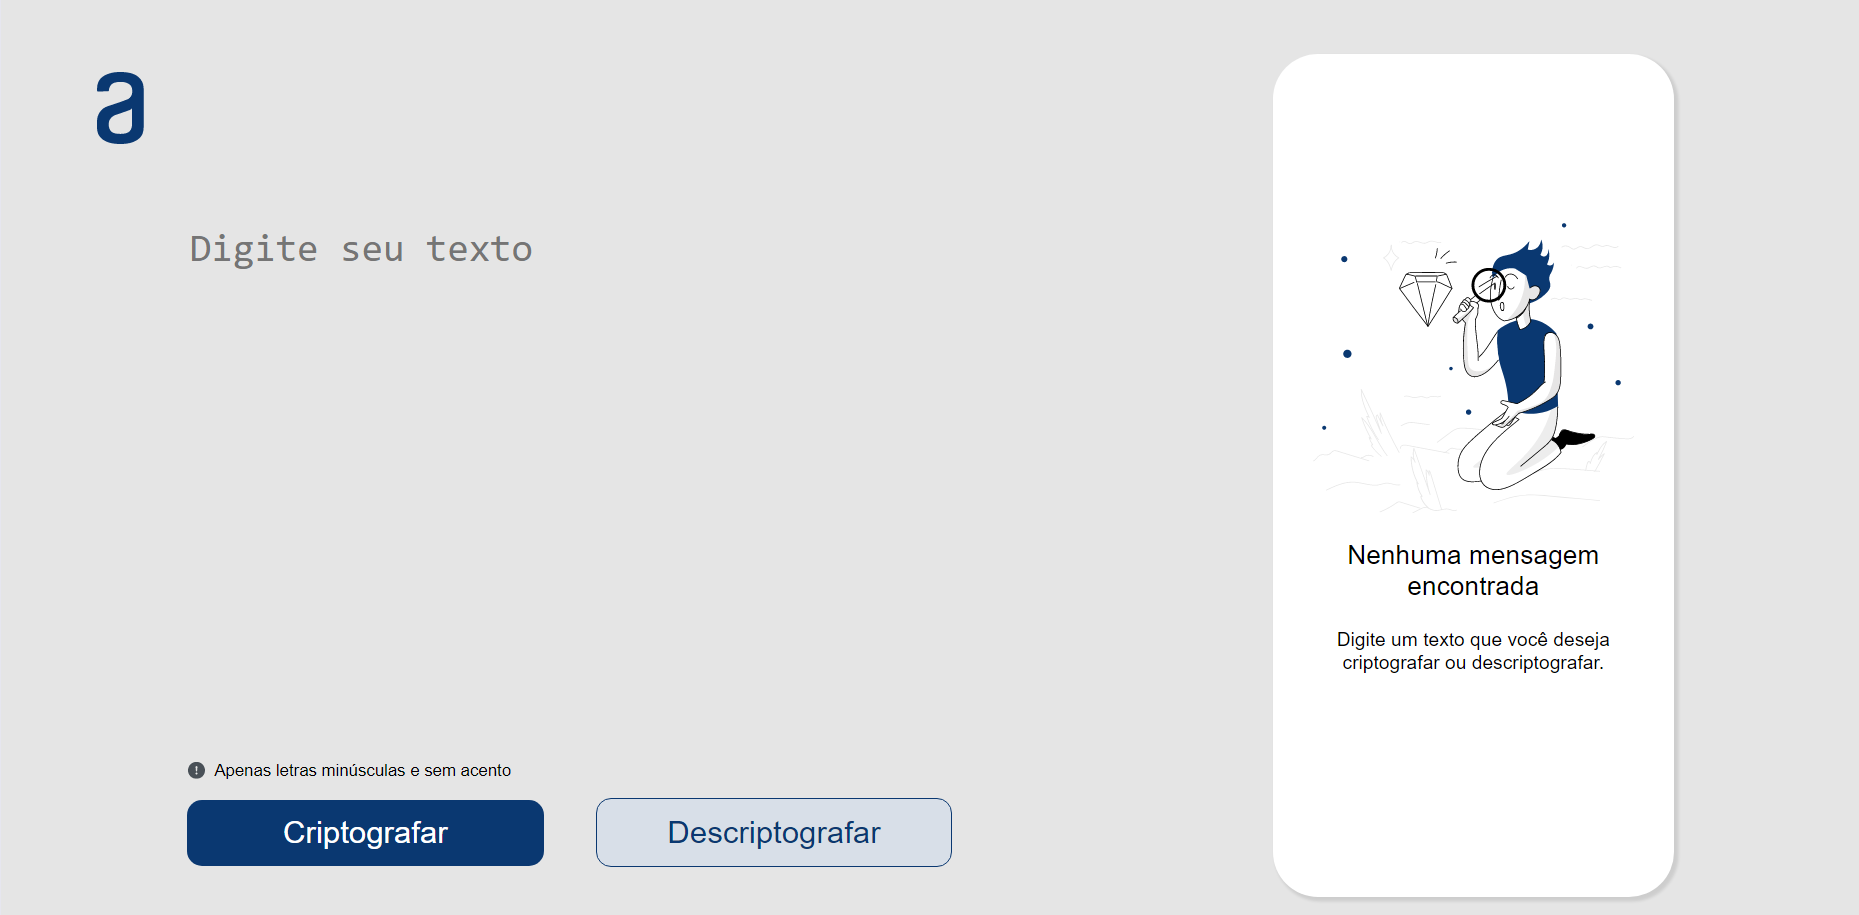 a
Digite seu texto
Apenas letras minúsculas e sem acento
Criptografar
Descriptografar
Nenhuma mensagem
encontrada
Digite um texto que você deseja
criptografar ou descriptografar.